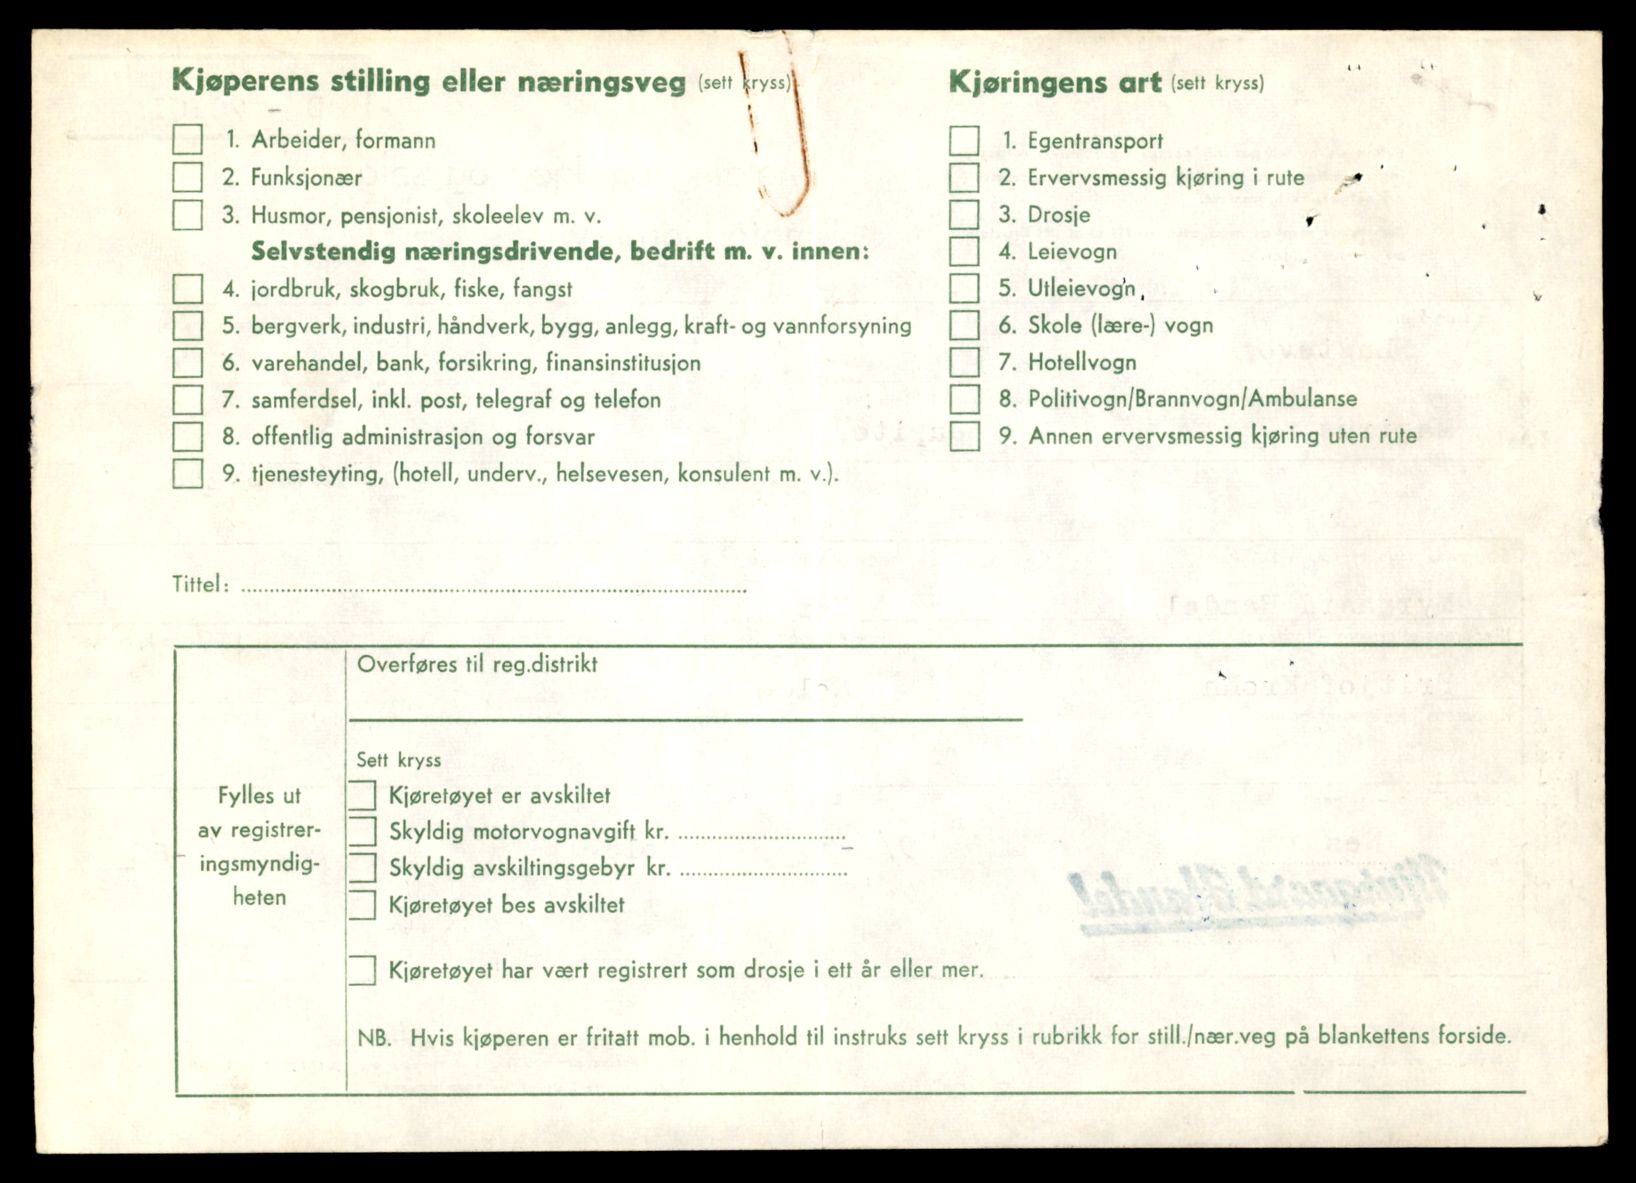 Kjøperens stilling eller næringsveg (sett kryss)
1. Arbeider, formann
2. Funksjonær
3. Husmor, pensjonist, skoleelev m. v.
Selvstendig næringsdrivende, bedrift m. v. innen:
4. jordbruk, skogbruk, fiske, fangst
5. bergverk, industri, håndverk, bygg, anlegg, kraft- og vannforsyning
6. varehandel, bank, forsikring, finansinstitusjon
7. samferdsel, inkl. post, telegraf og telefon
8. offentlig administrasjon og forsvar
9. tjenesteyting, (hotell, underv., helsevesen, konsulent m. v.).
Kjøringens art (sett kryss)
1. Egentransport
2. Ervervsmessig kjøring i rute
3. Drosje
4. Leievogn
5. Utleievogn
6. Skole (lære-) vogn
7. Hotellvogn
8. Politivogn/Brannvogn/Ambulanse
9. Annen ervervsmessig kjøring uten rute
Tittel:
Fylles ut
av registrer-
ingsmyndig-
heten
Overføres til reg.distrikt
Sett kryss
Kjøretøyet er avskiltet
Skyldig motorvognavgift kr.
Skyldig avskiltingsgebyr kr.
Kjøretøyet bes avskiltet
Kjøretøyet har vært registrert som drosje i ett år eller mer.
NB. Hvis kjøperen er fritatt mob. i henhold til instruks sett kryss i rubrikk for still./nær.veg på blankettens forside.